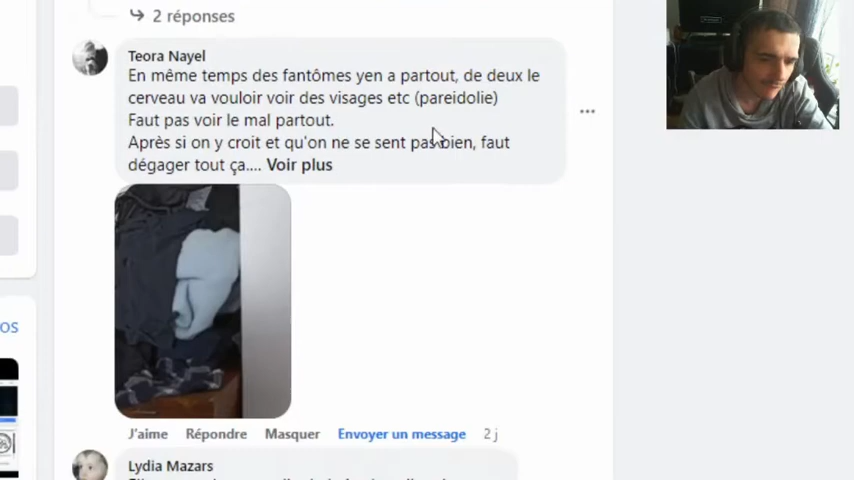 2 réponses
Teora Nayel
En même temps des fantômes yen a partout, de deux le
cerveau va vouloir voir des visages etc (pareidolie)
Faut pas voir le mal partout.
Après si on y croit et qu'on ne se sent pas bien, faut
dégager tout ça.... Voir plus
J'aime Répondre Masquer Envoyer un message 2 j
OS
Lydia Mazars